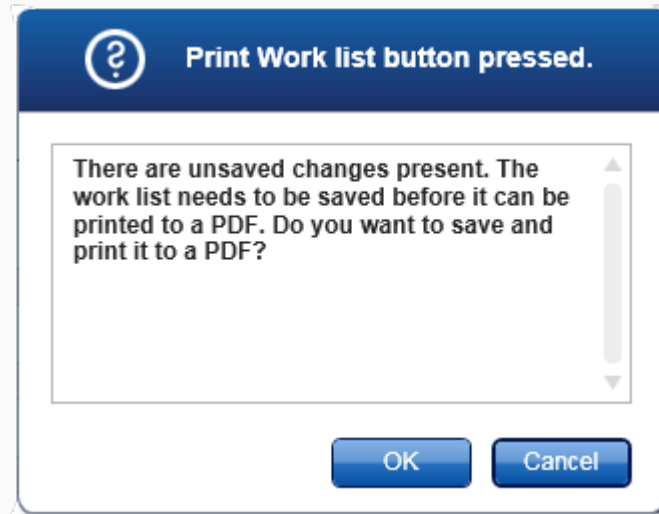 Print Work list button pressed.
There are unsaved changes present. The
work list needs to be saved before it can be
printed to a PDF. Do you want to save and
print it to a PDF?
OK
Cancel